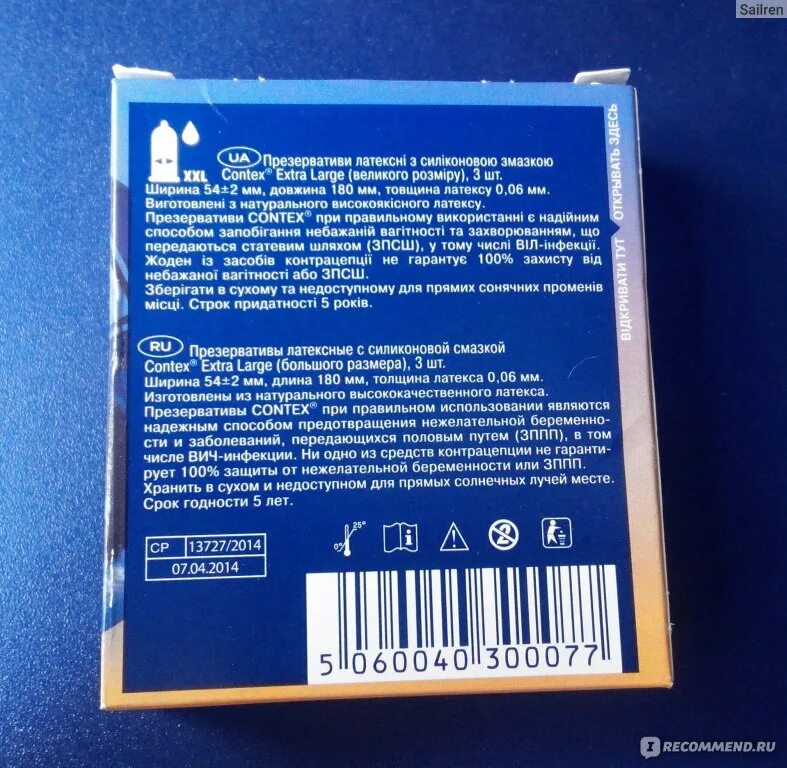 Sailren
XXL
UA Презервативи латексні з силіконовою змазкою
Contex® Extra Large (великого розміру), 3 шт.
Ширина 54±2 мм, довжина 180 мм, товщина латексу 0,06 мм.
Виготовлені з натурального високоякісного латексу.
Презервативи CONTEX® при правильному використанні є надійним
способом запобігання небажаній вагітності та захворюванням, що
передаються статевим шляхом (ЗПСШ), у тому числі ВІЛ-інфекції.
Жоден із засобів контрацепції не гарантує 100% захисту від
небажаної вагітності або ЗПСШ.
Зберігати в сухому та недоступному для прямих сонячних променів
місці. Строк придатності 5 років.
ВІДКРИВАТИ ТУТ ОТКРЫВАТЬ ЗДЕСЬ
RU Презервативы латексные с силиконовой смазкой
Contex® Extra Large (большого размера), 3 шт.
Ширина 54±2 мм, длина 180 мм, толщина латекса 0,06 мм.
Изготовлены из натурального высококачественного латекса.
Презервативы CONTEX® при правильном использовании являются
надежным способом предотвращения нежелательной беременно-
сти и заболеваний, передающихся половым путем (ЗППП), в том
числе ВИЧ-инфекции. Ни одно из средств контрацепции не гаранти-
рует 100% защиты от нежелательной беременности или ЗППП.
Хранить в сухом и недоступном для прямых солнечных лучей месте.
Срок годности 5 лет.
СР 13727/2014
07.04.2014
0° 25°
2
5 060040 300077
IRECOMMEND.RU